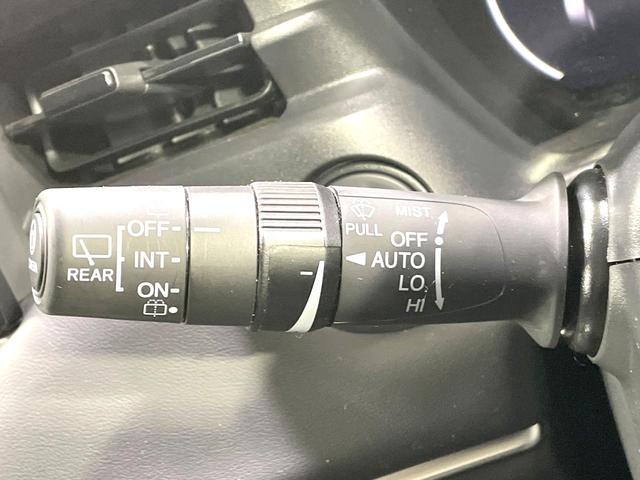 REAR
OFF
INT
ON
PULL
MIST
OFF
AUTO
LO
HI